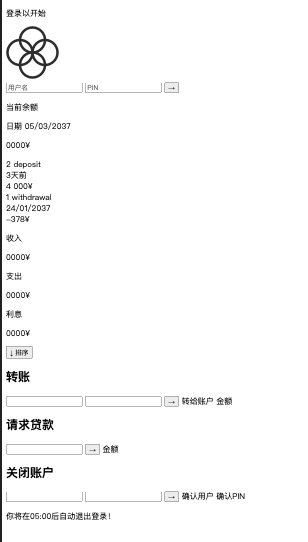 登录以开始
用户名 PIN →
当前余额
日期 05/03/2037
0000¥
2 deposit
3天前
4 000¥
1 withdrawal
24/01/2037
–378¥
收入
0000¥
支出
0000¥
利息
0000¥
↓ 排序
转账
→ 转给账户 金额
请求贷款
→ 金额
关闭账户
→ 确认用户 确认PIN
你将在05:00后自动退出登录!